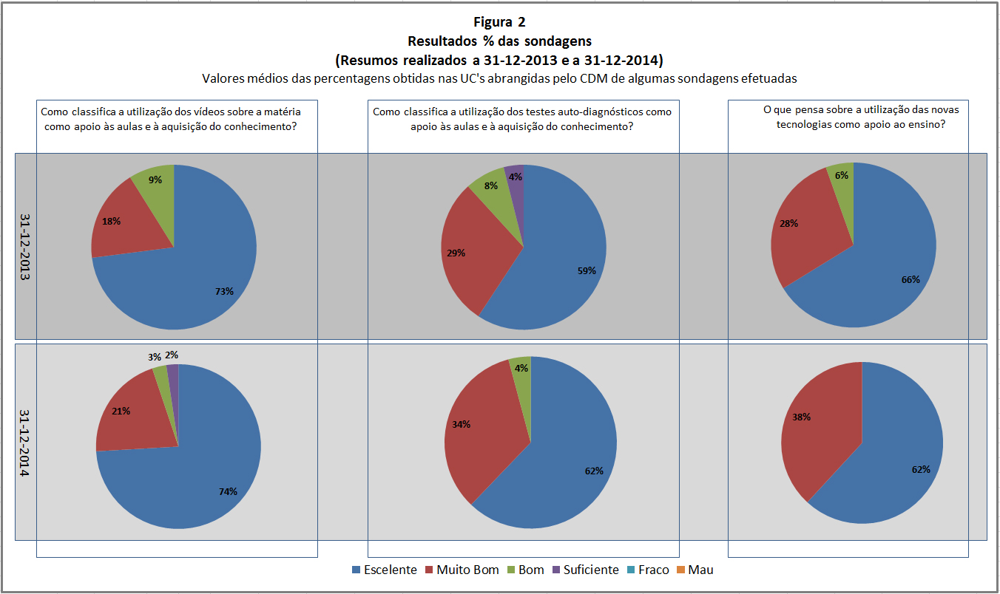 Figura 2
Resultados % das sondagens
(Resumos realizados a 31-12-2013 e a 31-12-2014)
Valores médios das percentagens obtidas nas UC's abrangidas pelo CDM de algumas sondagens efetuadas
Como classifica a utilização dos vídeos sobre a matéria
como apoio às aulas e à aquisição do conhecimento?
Como classifica a utilização dos testes auto-diagnósticos como
apoio às aulas e à aquisição do conhecimento?
O que pensa sobre a utilização das novas
tecnologias como apoio ao ensino?
31-12-2013
9%
18%
73%
4%
8%
29%
59%
6%
28%
66%
31-12-2014
3%
2%
21%
74%
4%
34%
62%
38%
62%
Escelente
Muito Bom
Bom
Suficiente
Fraco
Mau